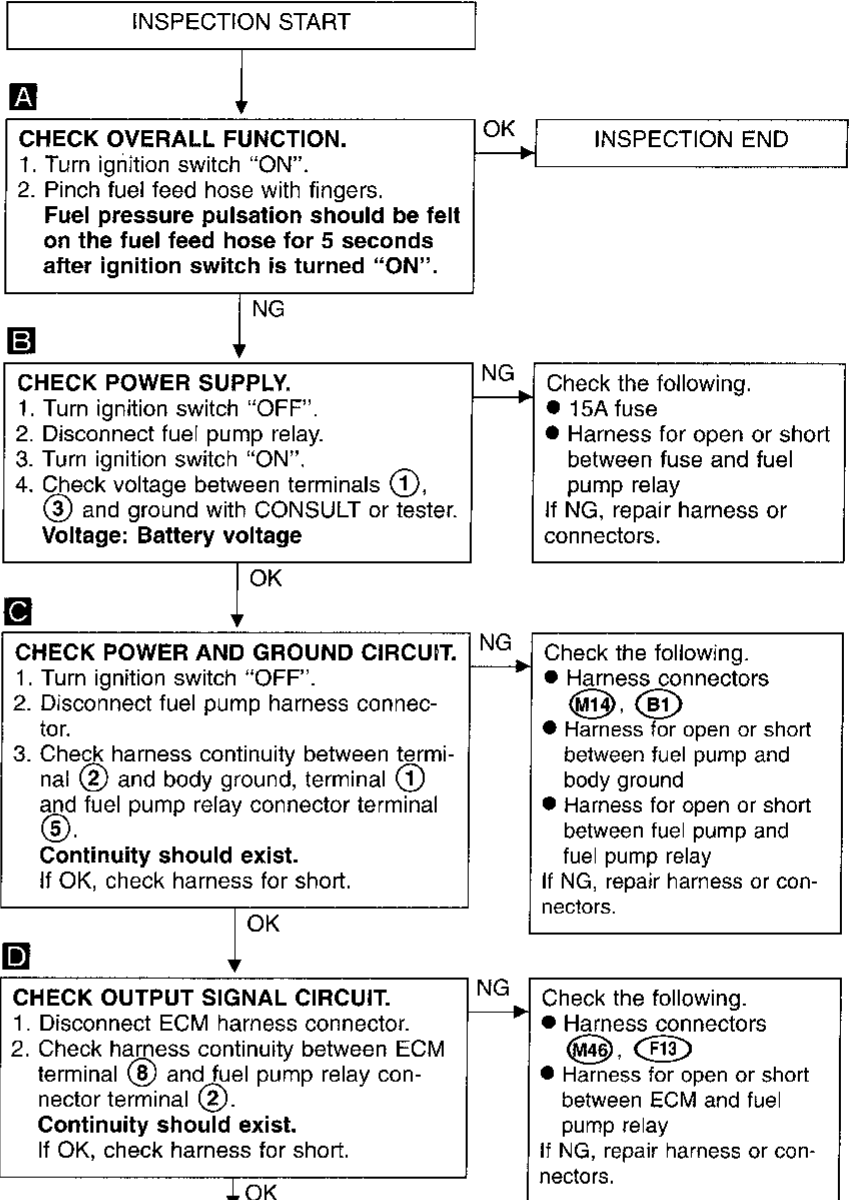 INSPECTION START
A
CHECK OVERALL FUNCTION.
1. Turn ignition switch “ON”.
2. Pinch fuel feed hose with fingers.
Fuel pressure pulsation should be felt
on the fuel feed hose for 5 seconds
after ignition switch is turned “ON”.
OK
INSPECTION END
NG
B
CHECK POWER SUPPLY.
1. Turn ignition switch “OFF”.
2. Disconnect fuel pump relay.
3. Turn ignition switch “ON”.
4. Check voltage between terminals ①,
③ and ground with CONSULT or tester.
Voltage: Battery voltage
NG
Check the following.
● 15A fuse
● Harness for open or short
between fuse and fuel
pump relay
If NG, repair harness or
connectors.
OK
C
CHECK POWER AND GROUND CIRCUIT.
1. Turn ignition switch “OFF”.
2. Disconnect fuel pump harness connec-
tor.
3. Check harness continuity between termi-
nal ② and body ground, terminal ①
and fuel pump relay connector terminal
⑤.
Continuity should exist.
If OK, check harness for short.
NG
Check the following.
● Harness connectors
M14, B1
● Harness for open or short
between fuel pump and
body ground
● Harness for open or short
between fuel pump and
fuel pump relay
If NG, repair harness or con-
nectors.
OK
D
CHECK OUTPUT SIGNAL CIRCUIT.
1. Disconnect ECM harness connector.
2. Check harness continuity between ECM
terminal ⑧ and fuel pump relay con-
nector terminal ②.
Continuity should exist.
If OK, check harness for short.
NG
Check the following.
● Harness connectors
M46, F13
● Harness for open or short
between ECM and fuel
pump relay
If NG, repair harness or con-
nectors.
OK